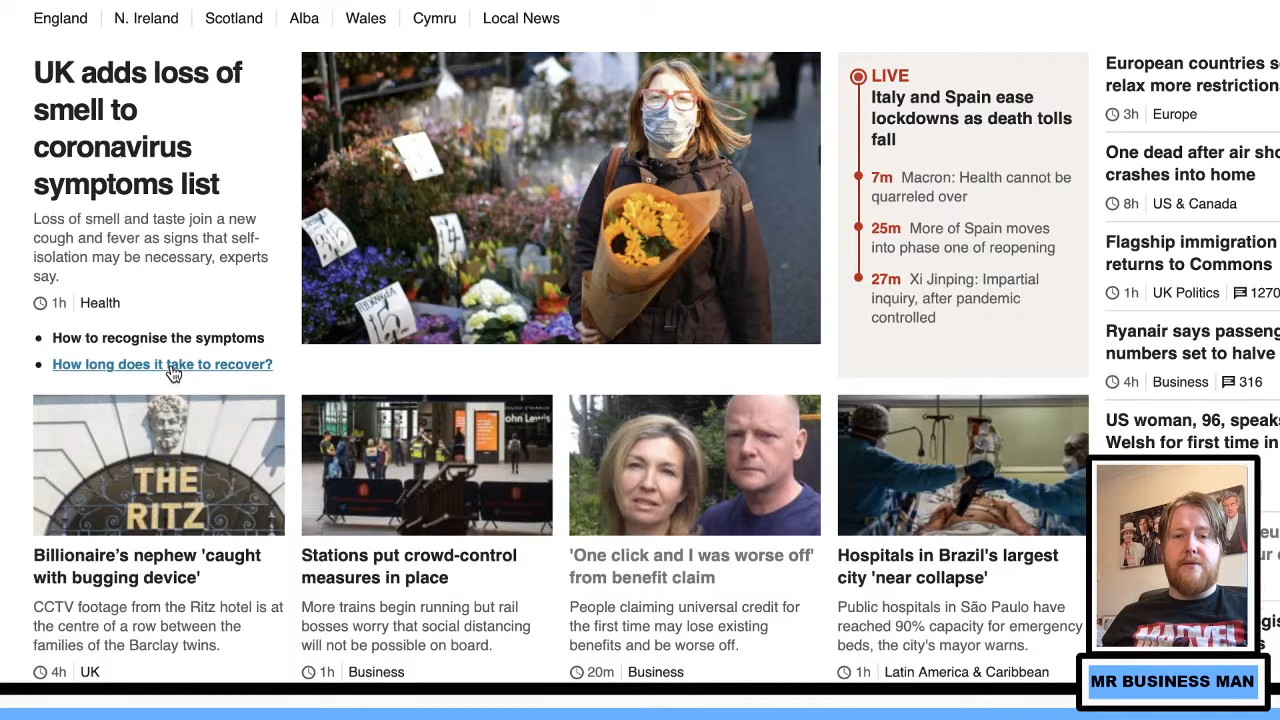 England
N. Ireland
Scotland
Alba
Wales
Cymru
Local News
UK adds loss of
smell to
coronavirus
symptoms list
Loss of smell and taste join a new
cough and fever as signs that self-
isolation may be necessary, experts
say.
1h
Health
How to recognise the symptoms
How long does it take to recover?
LIVE
Italy and Spain ease
lockdowns as death tolls
fall
7m Macron: Health cannot be
quarreled over
25m More of Spain moves
into phase one of reopening
27m Xi Jinping: Impartial
inquiry, after pandemic
controlled
European countries
relax more restriction
3h
Europe
One dead after air
crashes into home
8h
US & Canada
Flagship immigration
returns to Commons
1h
UK Politics
1270
Ryanair says
numbers set to halve
4h
Business
316
US woman, 96,
Welsh for first time in
THE
RITZ
Billionaire's nephew 'caught
with bugging device'
CCTV footage from the Ritz hotel is at
the centre of a row between the
families of the Barclay twins.
4h
UK
John Lewis
Stations put crowd-control
measures in place
More trains begin running but rail
bosses worry that social distancing
will not be possible on board.
1h
Business
'One click and I was worse off'
from benefit claim
People claiming universal credit for
the first time may lose existing
benefits and be worse off.
20m
Business
Hospitals in Brazil's largest
city 'near collapse'
Public hospitals in São Paulo have
reached 90% capacity for emergency
beds, the city's mayor warns.
1h
Latin America & Caribbean
MARVEL
MR BUSINESS MAN